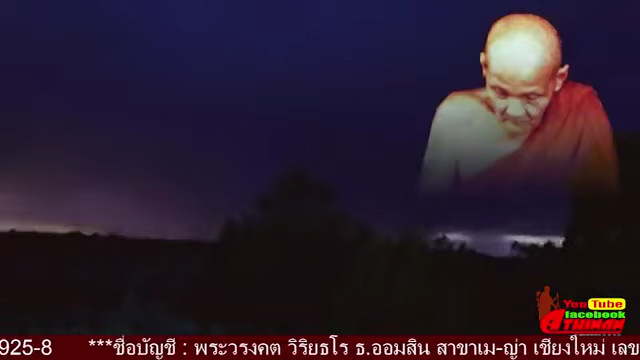 YouTube
facebook
ATHIMAN
925-8 ***ชื่อบัญชี : พระวรงคต วิริยธโร ธ.ออมสิน สาขาเม-ญ่า เชียงใหม่ เลข